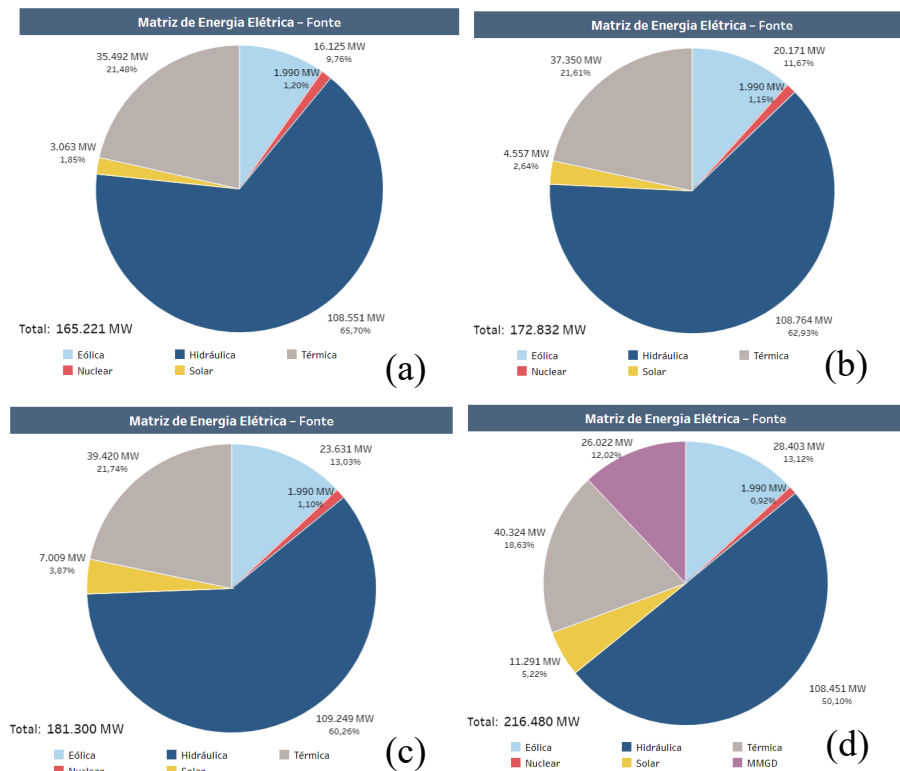 Matriz de Energia Elétrica – Fonte
16.125 MW
9,76%
35.492 MW
21,48%
1.990 MW
1,20%
3.063 MW
1,85%
108.551 MW
65,70%
Total: 165.221 MW
Eólica Hidráulica Térmica
Nuclear Solar
(a)
Matriz de Energia Elétrica – Fonte
20.171 MW
11,67%
37.350 MW
21,61%
1.990 MW
1,15%
4.557 MW
2,64%
108.764 MW
62,93%
Total: 172.832 MW
Eólica Hidráulica Térmica
Nuclear Solar
(b)
Matriz de Energia Elétrica – Fonte
23.631 MW
13,03%
39.420 MW
21,74%
1.990 MW
1,10%
7.009 MW
3,87%
109.249 MW
60,26%
Total: 181.300 MW
Eólica Hidráulica Térmica
Nuclear Solar
(c)
Matriz de Energia Elétrica – Fonte
26.022 MW
12,02%
28.403 MW
13,12%
1.990 MW
0,92%
40.324 MW
18,63%
11.291 MW
5,22%
108.451 MW
50,10%
Total: 216.480 MW
Eólica Hidráulica Térmica
Nuclear Solar MMGD
(d)